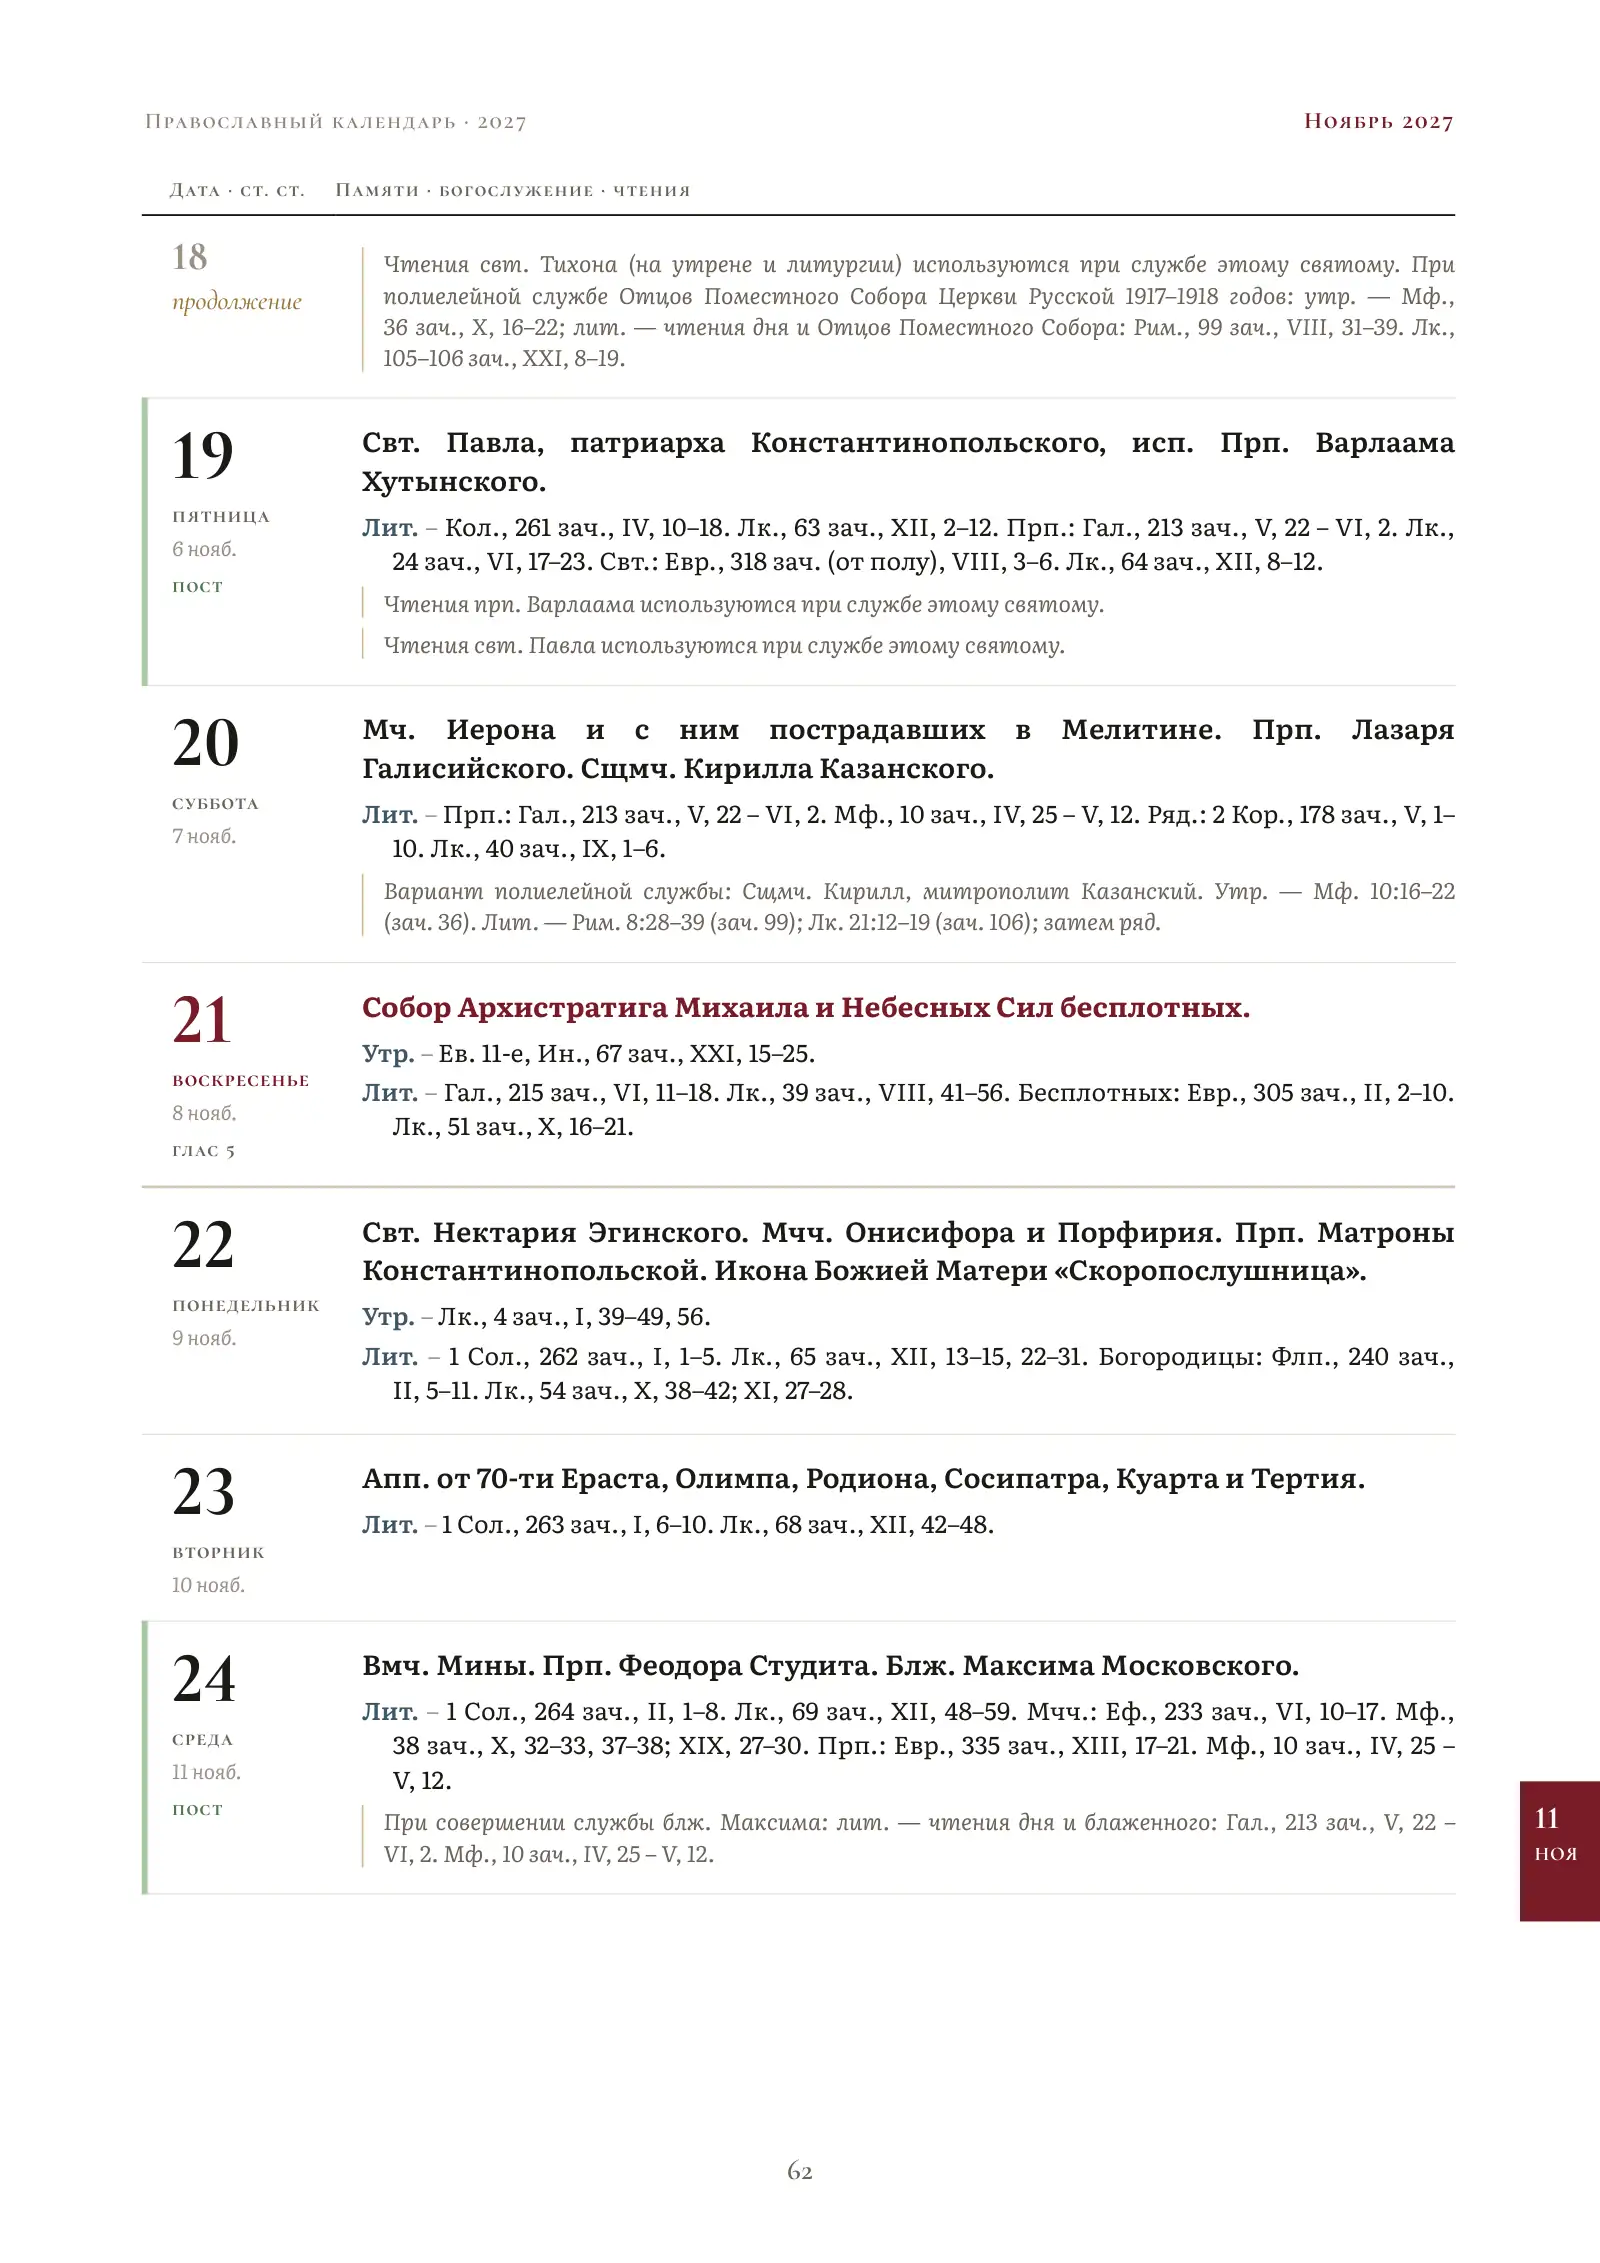 Православный календарь · 2027
Ноябрь 2027
Дата · ст. ст. Памяти · богослужение · чтения
18
продолжение
Чтения свт. Тихона (на утрене и литургии) используются при службе этому святому. При
полиелейной службе Отцов Поместного Собора Церкви Русской 1917–1918 годов: утр. — Мф.,
36 зач., X, 16–22; лит. — чтения дня и Отцов Поместного Собора: Рим., 99 зач., VIII, 31–39. Лк.,
105–106 зач., XXI, 8–19.
19
пятница
6 нояб.
пост
Свт. Павла, патриарха Константинопольского, исп. Прп. Варлаама
Хутынского.
Лит. – Кол., 261 зач., IV, 10–18. Лк., 63 зач., XII, 2–12. Прп.: Гал., 213 зач., V, 22 – VI, 2. Лк.,
24 зач., VI, 17–23. Свт.: Евр., 318 зач. (от полу), VIII, 3–6. Лк., 64 зач., XII, 8–12.
Чтения прп. Варлаама используются при службе этому святому.
Чтения свт. Павла используются при службе этому святому.
20
суббота
7 нояб.
Мч. Иерона и с ним пострадавших в Мелитине. Прп. Лазаря
Галисийского. Сщмч. Кирилла Казанского.
Лит. – Прп.: Гал., 213 зач., V, 22 – VI, 2. Мф., 10 зач., IV, 25 – V, 12. Ряд.: 2 Кор., 178 зач., V, 1–
10. Лк., 40 зач., IX, 1–6.
Вариант полиелейной службы: Сщмч. Кирилл, митрополит Казанский. Утр. — Мф. 10:16–22
(зач. 36). Лит. — Рим. 8:28–39 (зач. 99); Лк. 21:12–19 (зач. 106); затем ряд.
21
воскресенье
8 нояб.
глас 5
Собор Архистратига Михаила и Небесных Сил бесплотных.
Утр. – Ев. 11-е, Ин., 67 зач., XXI, 15–25.
Лит. – Гал., 215 зач., VI, 11–18. Лк., 39 зач., VIII, 41–56. Бесплотных: Евр., 305 зач., II, 2–10.
Лк., 51 зач., X, 16–21.
22
понедельник
9 нояб.
Свт. Нектария Эгинского. Мчч. Онисифора и Порфирия. Прп. Матроны
Константинопольской. Икона Божией Матери «Скоропослушница».
Утр. – Лк., 4 зач., I, 39–49, 56.
Лит. – 1 Сол., 262 зач., I, 1–5. Лк., 65 зач., XII, 13–15, 22–31. Богородицы: Флп., 240 зач.,
II, 5–11. Лк., 54 зач., X, 38–42; XI, 27–28.
23
вторник
10 нояб.
Апп. от 70-ти Ераста, Олимпа, Родиона, Сосипатра, Куарта и Тертия.
Лит. – 1 Сол., 263 зач., I, 6–10. Лк., 68 зач., XII, 42–48.
24
среда
11 нояб.
пост
Вмч. Мины. Прп. Феодора Студита. Блж. Максима Московского.
Лит. – 1 Сол., 264 зач., II, 1–8. Лк., 69 зач., XII, 48–59. Мчч.: Еф., 233 зач., VI, 10–17. Мф.,
38 зач., X, 32–33, 37–38; XIX, 27–30. Прп.: Евр., 335 зач., XIII, 17–21. Мф., 10 зач., IV, 25 –
V, 12.
При совершении службы блж. Максима: лит. — чтения дня и блаженного: Гал., 213 зач., V, 22 –
VI, 2. Мф., 10 зач., IV, 25 – V, 12.
11
ноя
62